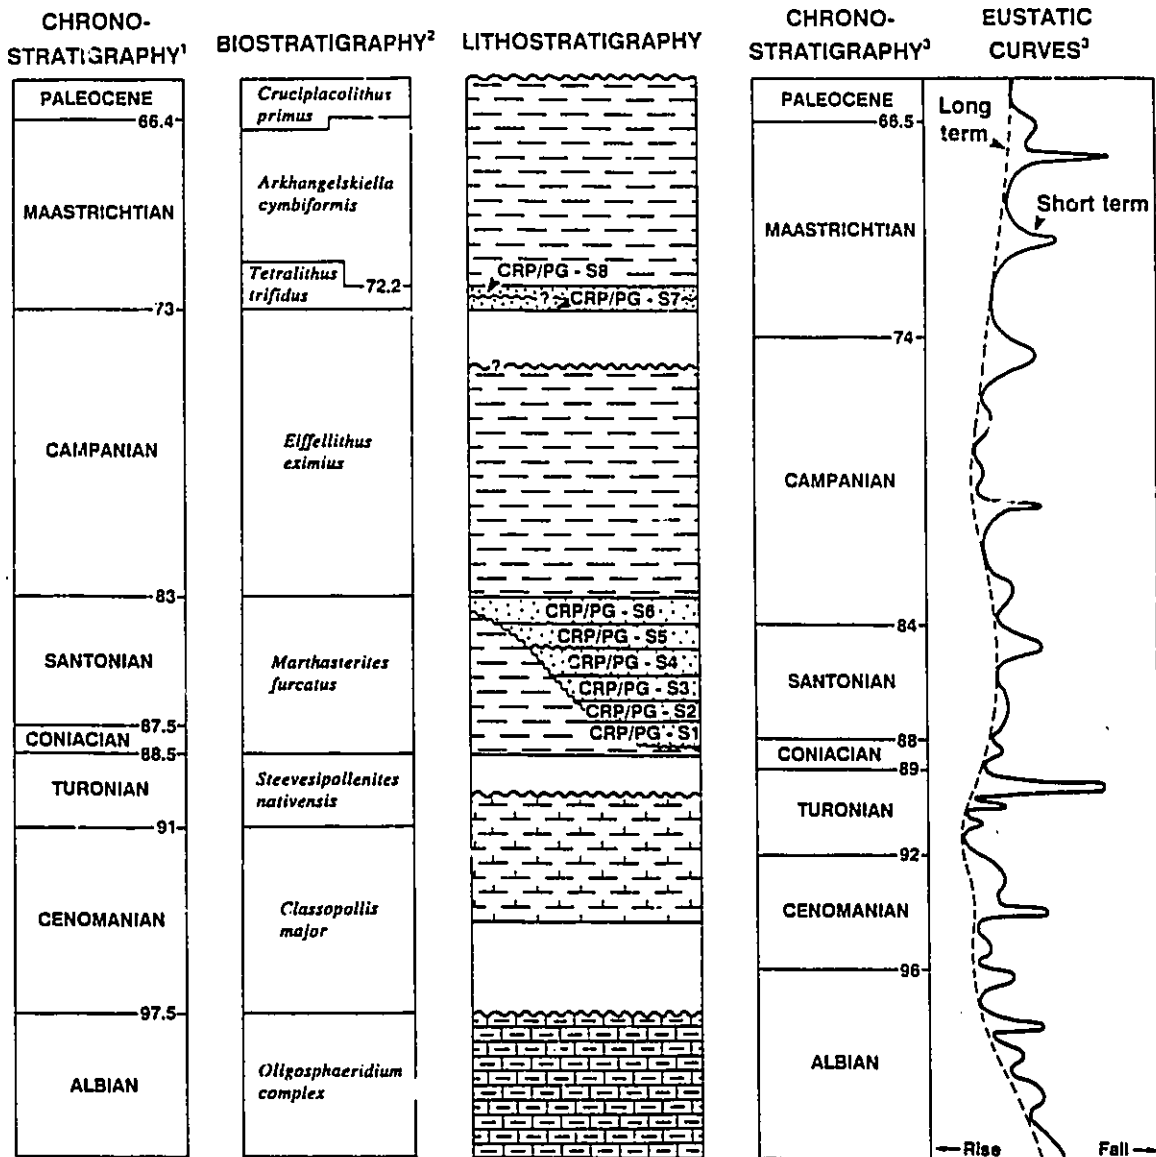 CHRONO-
STRATIGRAPHY¹
BIOSTRATIGRAPHY²
LITHOSTRATIGRAPHY
CHRONO-
STRATIGRAPHY³
EUSTATIC
CURVES³
PALEOCENE
66.4
MAASTRICHTIAN
73
CAMPANIAN
83
SANTONIAN
87.5
CONIACIAN
88.5
TURONIAN
91
CENOMANIAN
97.5
ALBIAN
Cruciplacolithus
primus
Arkhangelskiella
cymbiformis
Tetralithus
trifidus
72.2
Eiffellithus
eximius
Marthasterites
furcatus
Steevesipollenites
nativensis
Classopollis
major
Oligosphaeridium
complex
CRP/PG - S8
? CRP/PG - S7
?
CRP/PG - S6
CRP/PG - S5
CRP/PG - S4
CRP/PG - S3
CRP/PG - S2
CRP/PG - S1
PALEOCENE
66.5
MAASTRICHTIAN
74
CAMPANIAN
84
SANTONIAN
88
CONIACIAN
89
TURONIAN
92
CENOMANIAN
96
ALBIAN
Long
term
Short term
Rise
Fall